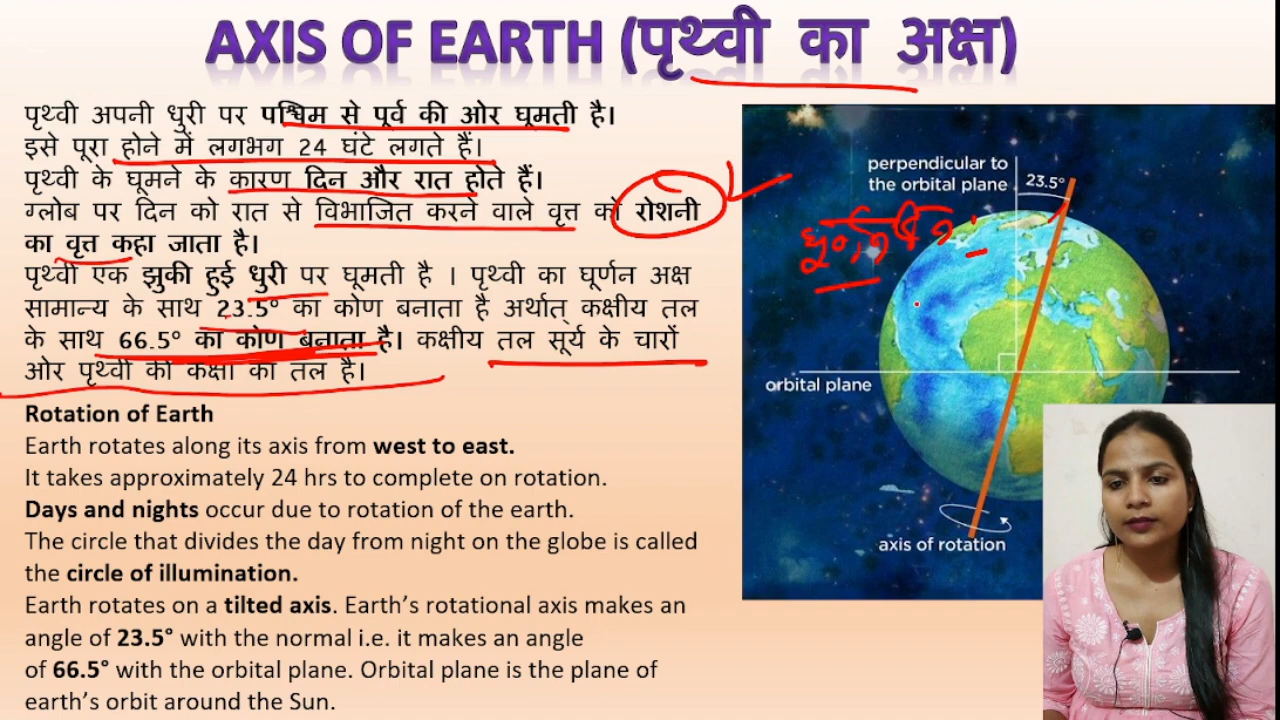 AXIS OF EARTH (पृथ्वी का अक्ष)
पृथ्वी अपनी धुरी पर पश्चिम से पूर्व की ओर घूमती है।
इसे पूरा होने में लगभग 24 घंटे लगते हैं।
पृथ्वी के घूमने के कारण दिन और रात होते हैं।
ग्लोब पर दिन को रात से विभाजित करने वाले वृत्त को रोशनी
का वृत्त कहा जाता है।
पृथ्वी एक झुकी हुई धुरी पर घूमती है । पृथ्वी का घूर्णन अक्ष
सामान्य के साथ 23.5° का कोण बनाता है अर्थात् कक्षीय तल
के साथ 66.5° का कोण बनाता है। कक्षीय तल सूर्य के चारों
ओर पृथ्वी की कक्षा का तल है।
Rotation of Earth
Earth rotates along its axis from west to east.
It takes approximately 24 hrs to complete on rotation.
Days and nights occur due to rotation of the earth.
The circle that divides the day from night on the globe is called
the circle of illumination.
Earth rotates on a tilted axis. Earth's rotational axis makes an
angle of 23.5° with the normal i.e. it makes an angle
of 66.5° with the orbital plane. Orbital plane is the plane of
earth's orbit around the Sun.
perpendicular to
the orbital plane
23.5°
orbital plane
axis of rotation